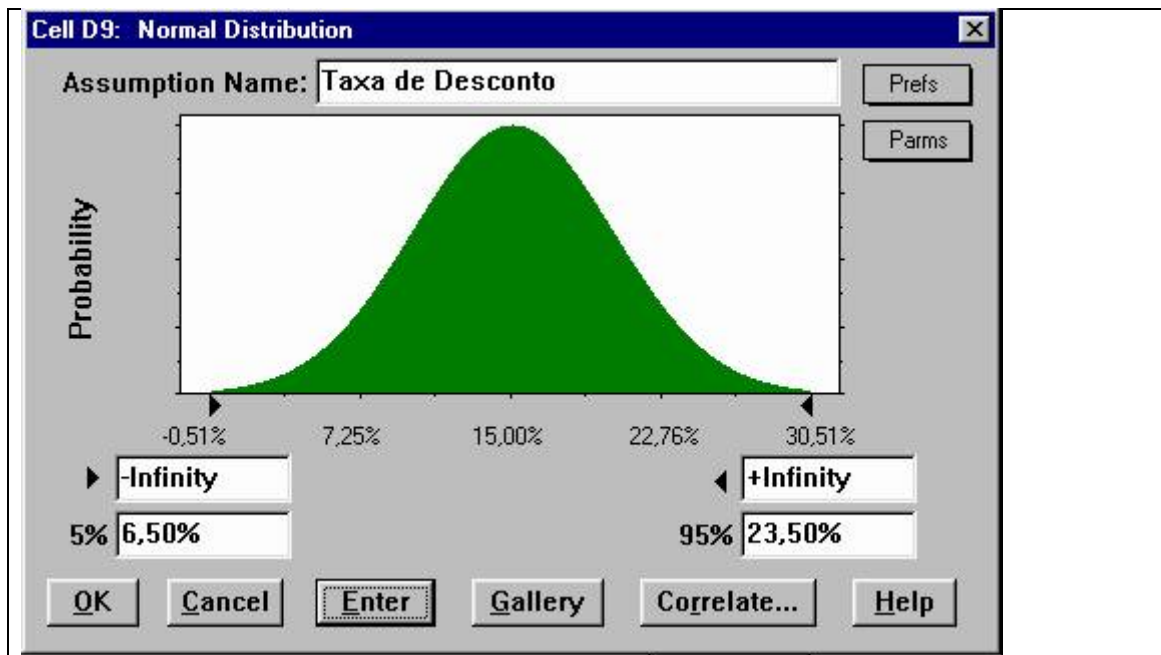 Cell D9: Normal Distribution
Assumption Name: Taxa de Desconto
Prefs
Parms
Probability
-0,51% 7,25% 15,00% 22,76% 30,51%
-Infinity +Infinity
5% 6,50% 95% 23,50%
OK Cancel Enter Gallery Correlate... Help